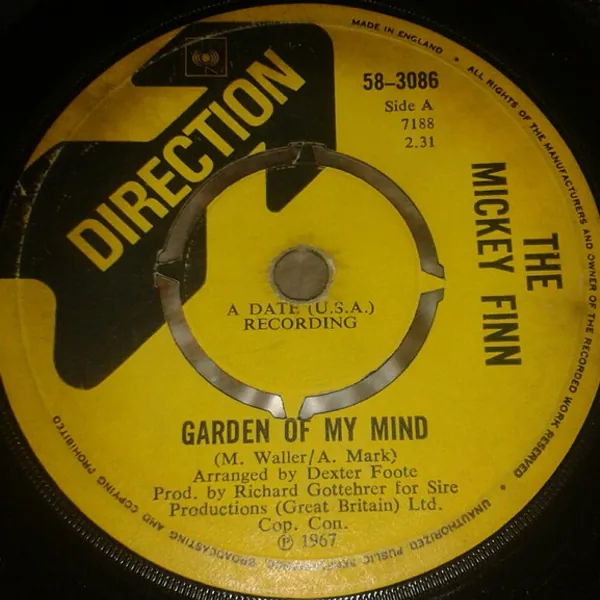 MADE IN ENGLAND • ALL RIGHTS OF THE MANUFACTURERS AND OWNER OF THE RECORDED WORK RESERVED • UNAUTHORIZED PUBLIC PERFORMANCE BROADCASTING AND COPYING PROHIBITED
DIRECTION
58-3086
Side A
7188
2.31
THE
MICKEY FINN
A DATE (U.S.A.)
RECORDING
GARDEN OF MY MIND
(M. Waller/A. Mark)
Arranged by Dexter Foote
Prod. by Richard Gottehrer for Sire
Productions (Great Britain) Ltd.
Cop. Con.
℗ 1967